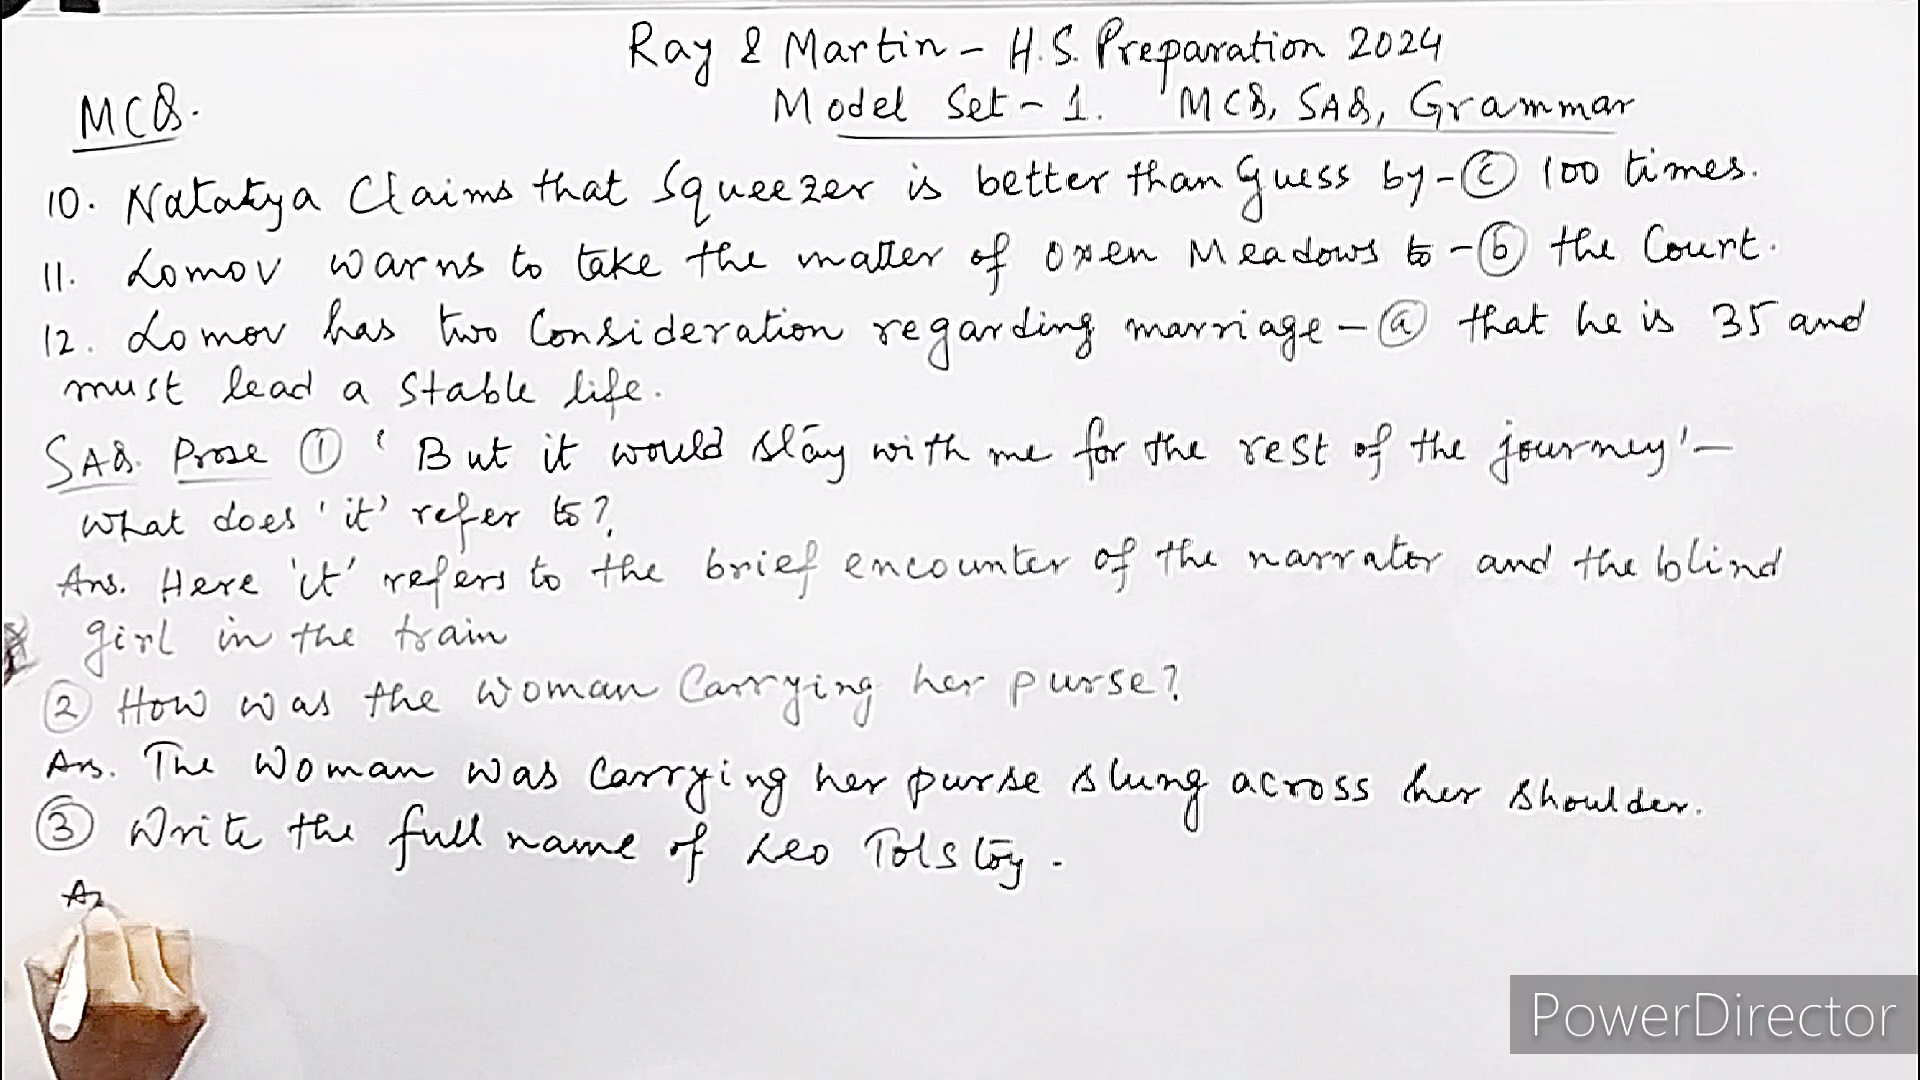 Ray & Martin - H.S. Preparation 2024
MCQ.
Model Set - 1. MCQ, SAQ, Grammar
10. Natakya Claims that Squeezer is better than Guess by - (c) 100 times.
11. Lomov warns to take the matter of Oxen Meadows to - (b) the Court.
12. Lomov has two Consideration regarding marriage - (a) that he is 35 and
must lead a stable life.
SAQ. Prose (1) 'But it would stay with me for the rest of the journey' -
What does 'it' refer to?
Ans. Here 'it' refers to the brief encounter of the narrator and the blind
girl in the train
(2) How was the woman Carrying her purse?
Ans. The Woman was Carrying her purse slung across her shoulder.
(3) Write the full name of Leo Tolstoy.
An
PowerDirector